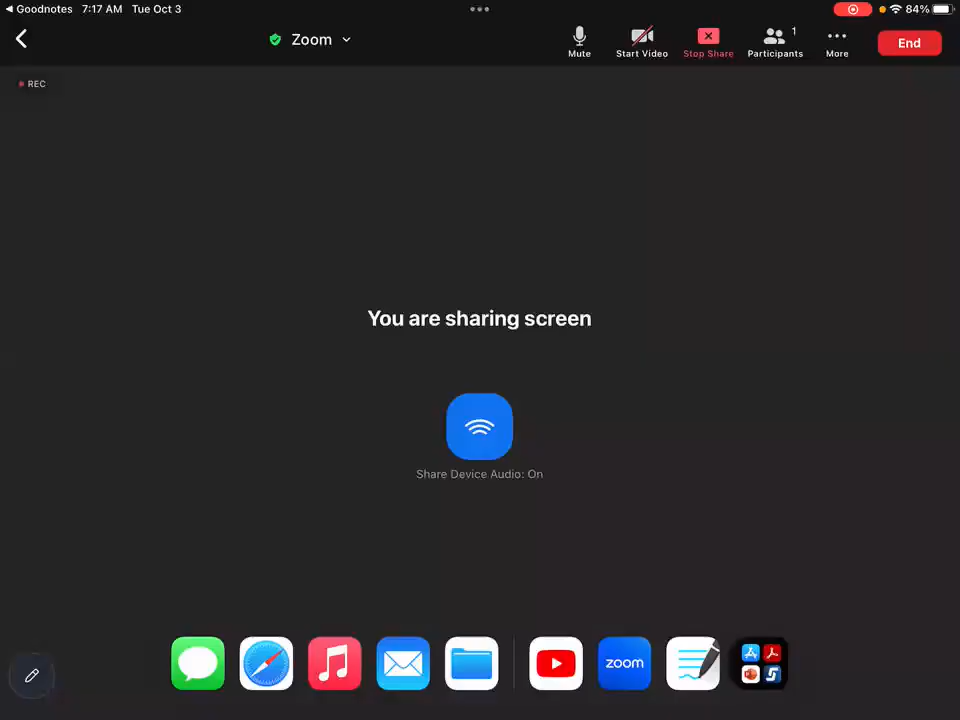 ◀ Goodnotes 7:17 AM Tue Oct 3
84%
Zoom
Mute
Start Video
Stop Share
1
Participants
More
End
REC
You are sharing screen
Share Device Audio: On
zoom